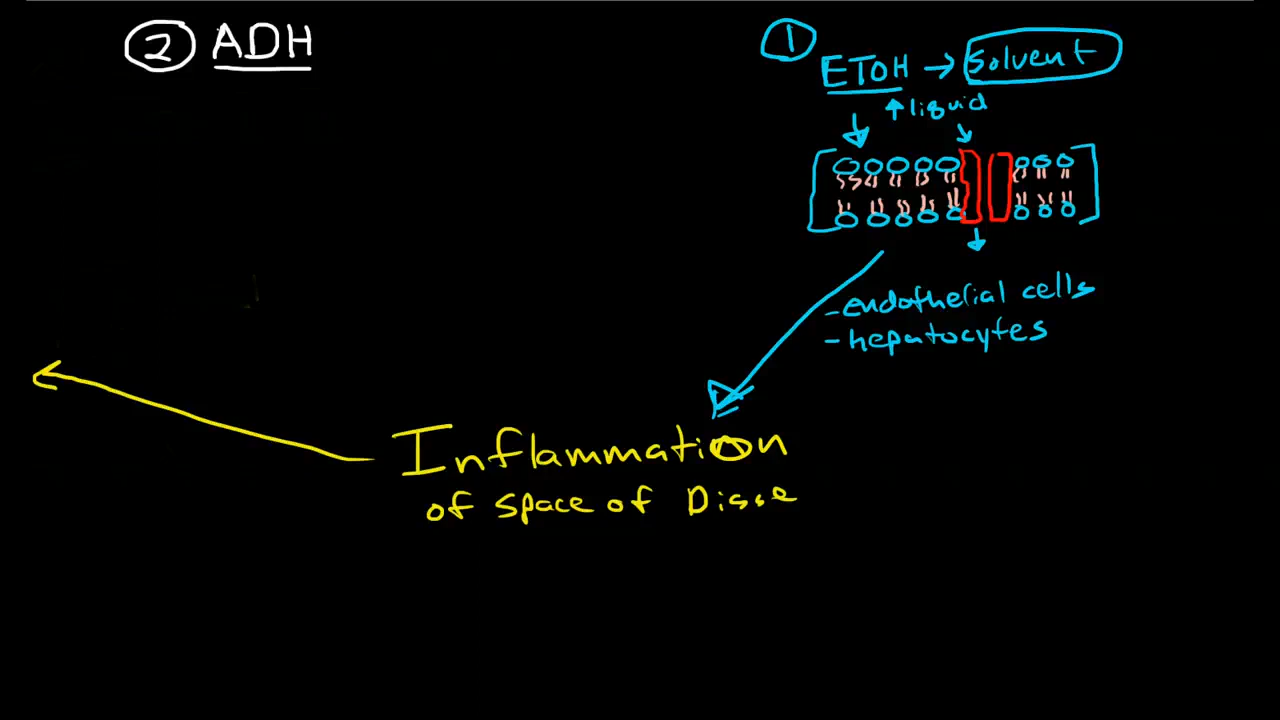 ② ADH
① ETOH → Solvent
↑ liquid
- endothelial cells
- hepatocytes
Inflammation
of space of Disse